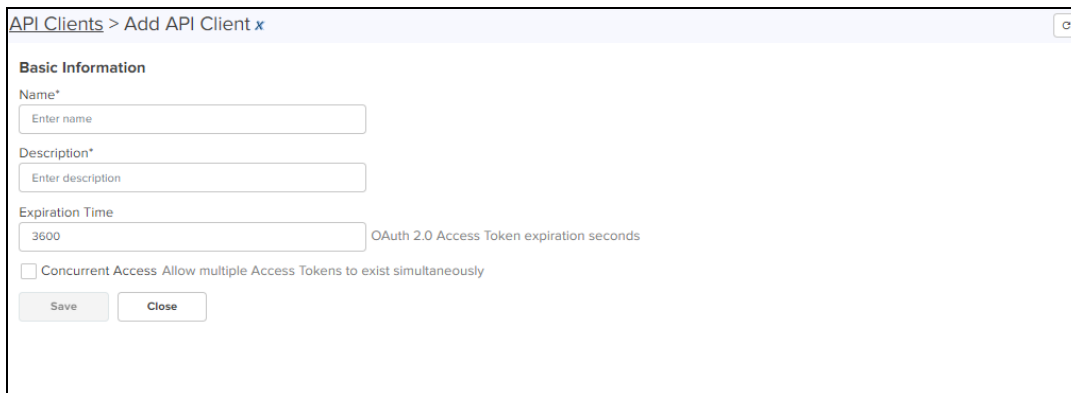 API Clients > Add API Client x
Basic Information
Name*
Enter name
Description*
Enter description
Expiration Time
3600 OAuth 2.0 Access Token expiration seconds
Concurrent Access Allow multiple Access Tokens to exist simultaneously
Save Close